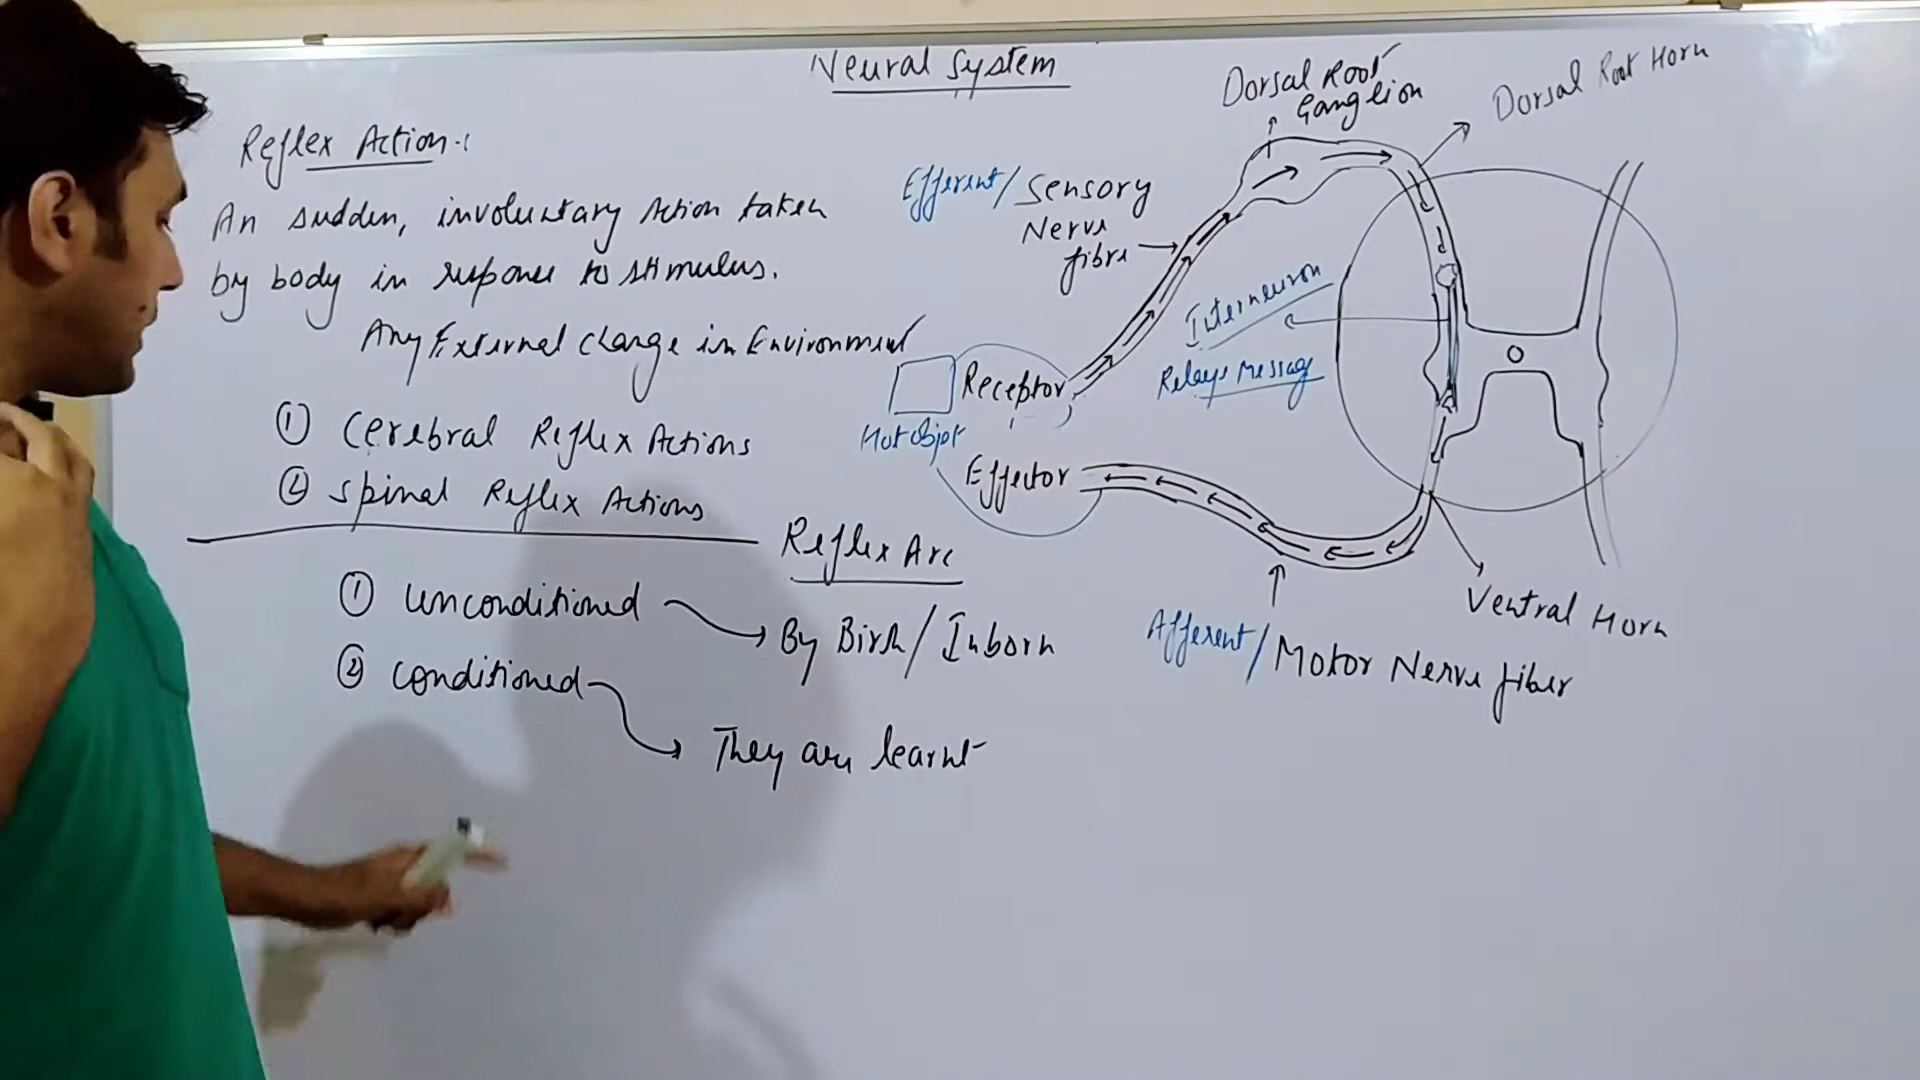 Neural System
Reflex Action:
An sudden, involuntary Action taken
by body in response to stimulus.
Any External change in Environment
① Cerebral Reflex Actions
② Spinal Reflex Actions
Reflex Arc
① unconditioned
By Birth/Inborn
② conditioned
They are learnt
Dorsal Root
Ganglion
Dorsal Root Horn
Efferent/Sensory
Nerve
fibre
Interneuron
Relays Message
Receptor
Hot Objet
Effector
Ventral Horn
Afferent/Motor Nerve fiber